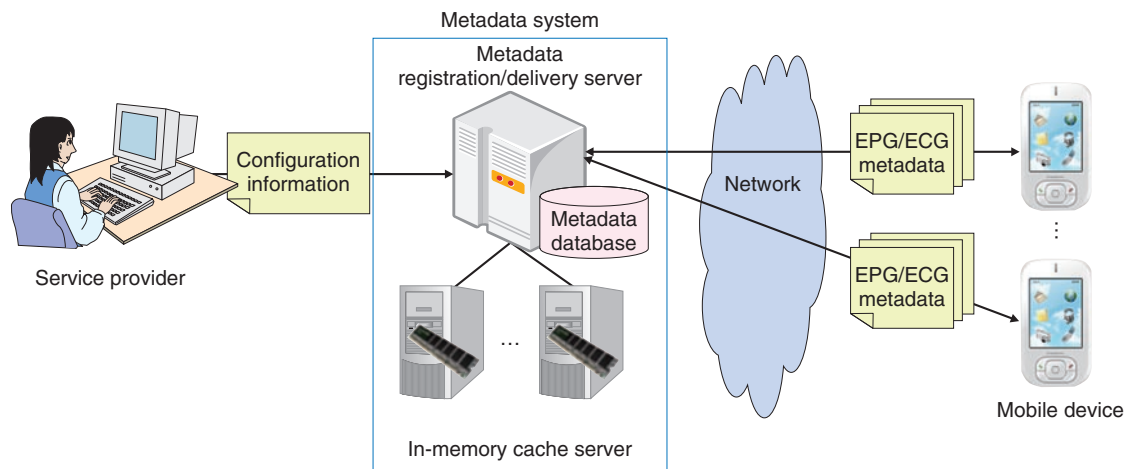 Metadata system
Metadata
registration/delivery server
Configuration
information
Service provider
Metadata
database
...
In-memory cache server
Network
EPG/ECG
metadata
...
EPG/ECG
metadata
Mobile device